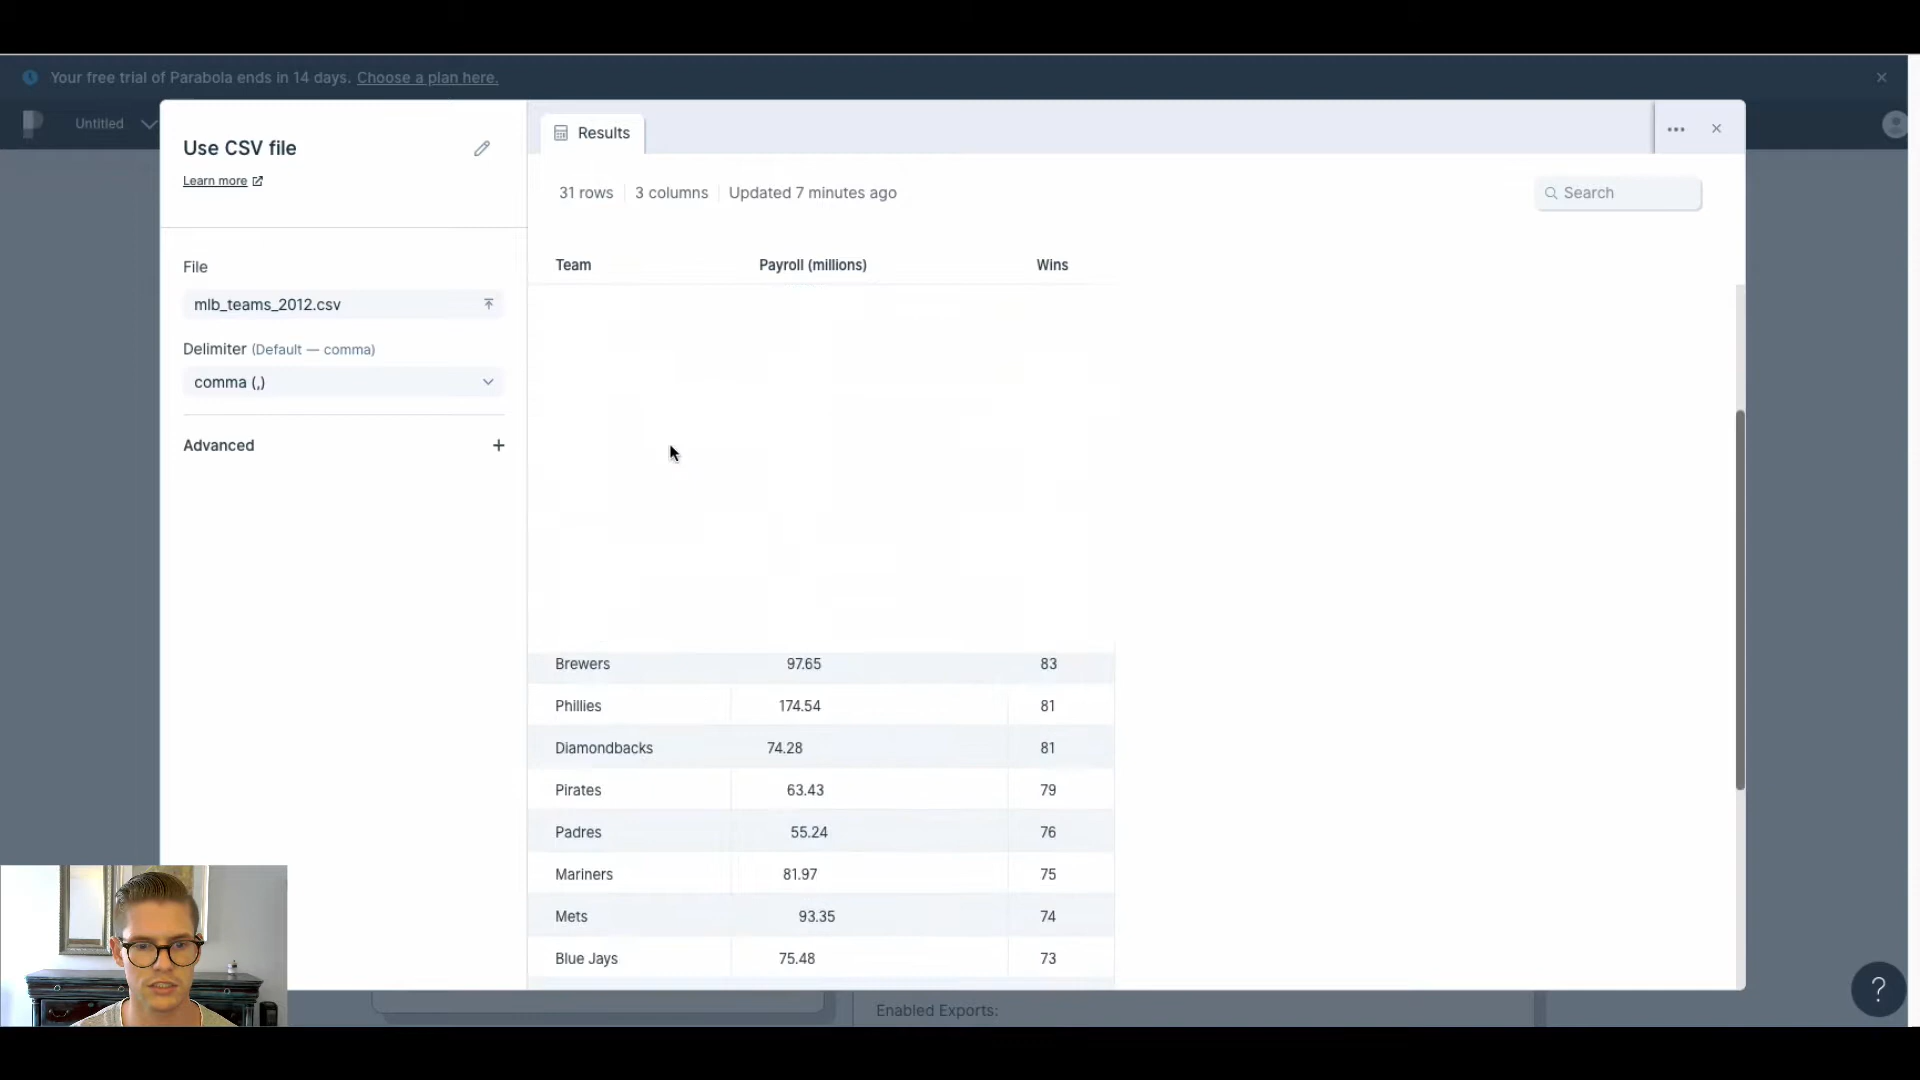 Your free trial of Parabola ends in 14 days. Choose a plan here.
Untitled
Use CSV file
Learn more
File
mlb_teams_2012.csv
Delimiter (Default — comma)
comma (,)
Advanced
Results
31 rows 3 columns Updated 7 minutes ago
Search
Team Payroll (millions) Wins
Brewers 97.65 83
Phillies 174.54 81
Diamondbacks 74.28 81
Pirates 63.43 79
Padres 55.24 76
Mariners 81.97 75
Mets 93.35 74
Blue Jays 75.48 73
Enabled Exports:
?